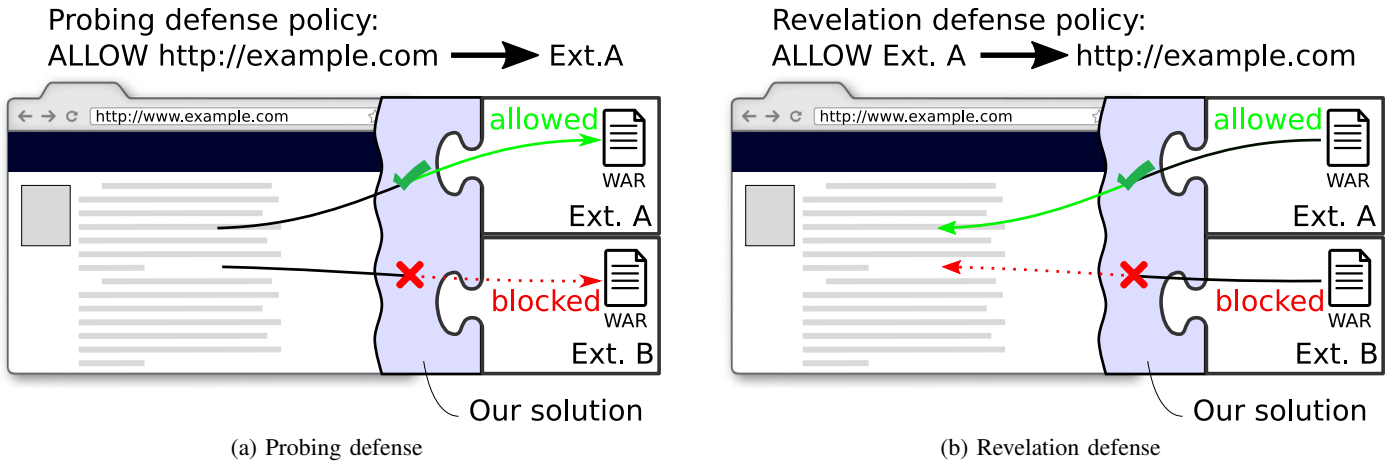 Probing defense policy:
ALLOW http://example.com Ext.A
http://www.example.com
allowed
WAR
Ext. A
blocked
WAR
Ext. B
Our solution
(a) Probing defense
Revelation defense policy:
ALLOW Ext. A http://example.com
http://www.example.com
allowed
WAR
Ext. A
blocked
WAR
Ext. B
Our solution
(b) Revelation defense